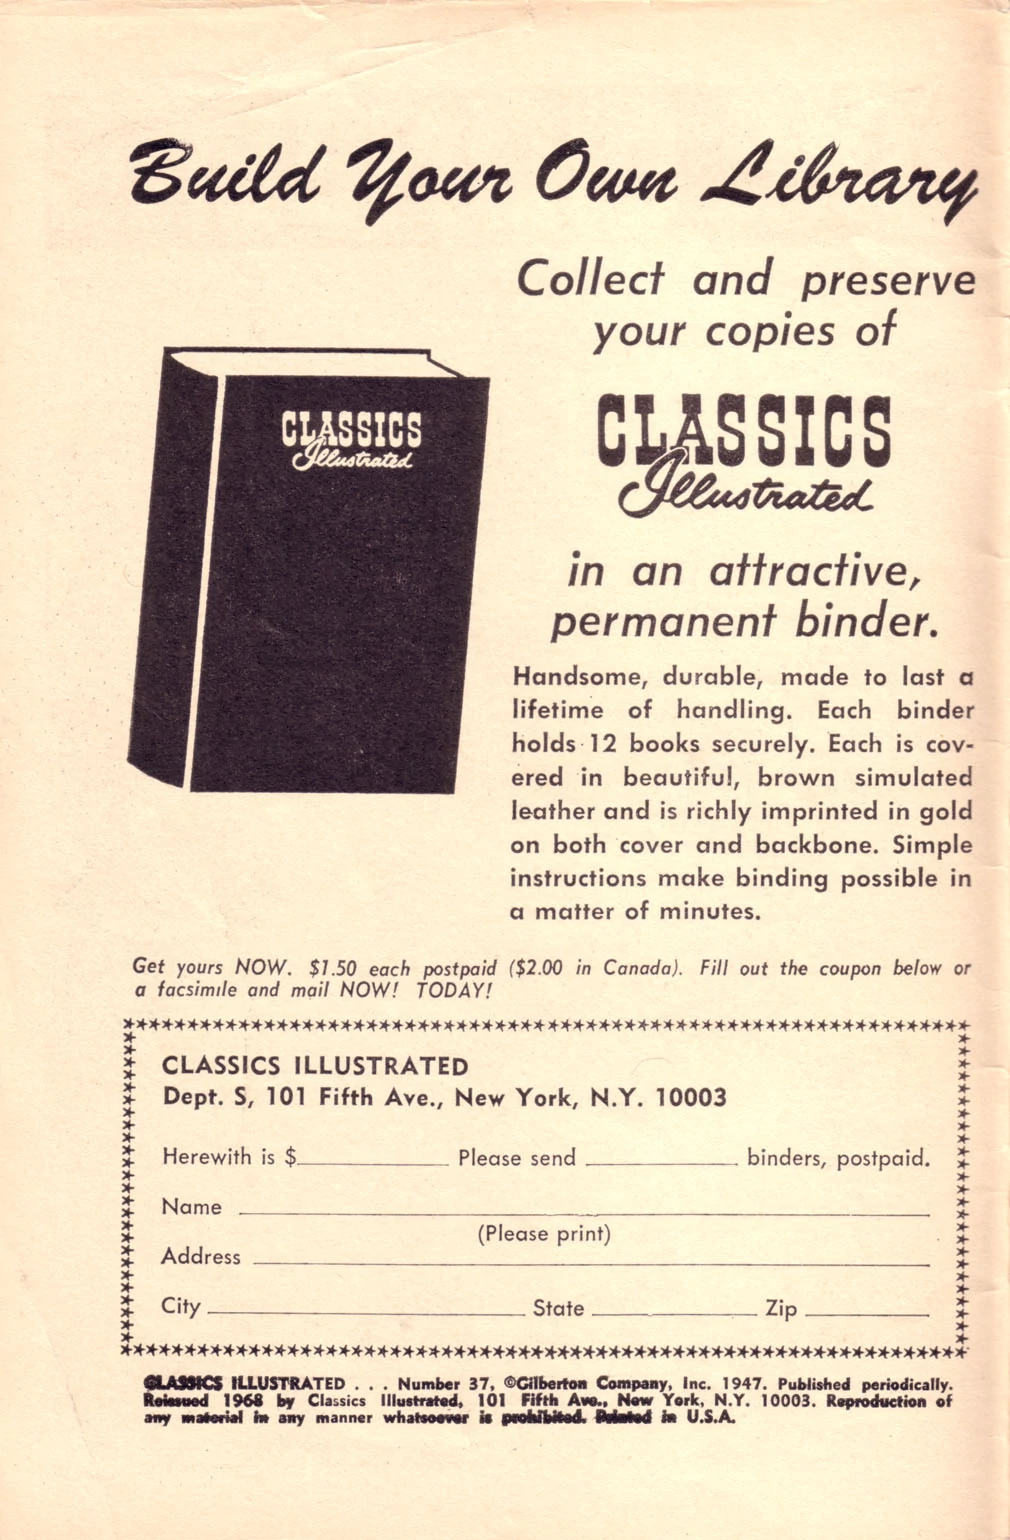 Build Your Own Library
Collect and preserve
your copies of
CLASSICS
Illustrated
CLASSICS
Illustrated
in an attractive,
permanent binder.
Handsome, durable, made to last a
lifetime of handling. Each binder
holds 12 books securely. Each is cov-
ered in beautiful, brown simulated
leather and is richly imprinted in gold
on both cover and backbone. Simple
instructions make binding possible in
a matter of minutes.
Get yours NOW. $1.50 each postpaid ($2.00 in Canada). Fill out the coupon below or
a facsimile and mail NOW! TODAY!
CLASSICS ILLUSTRATED
Dept. S, 101 Fifth Ave., New York, N.Y. 10003
Herewith is $ Please send binders, postpaid.
Name
(Please print)
Address
City State Zip
CLASSICS ILLUSTRATED . . . Number 37, ©Gilberton Company, Inc. 1947. Published periodically.
Reissued 1968 by Classics Illustrated, 101 Fifth Ave., New York, N.Y. 10003. Reproduction of
any material in any manner whatsoever is prohibited. Printed in U.S.A.